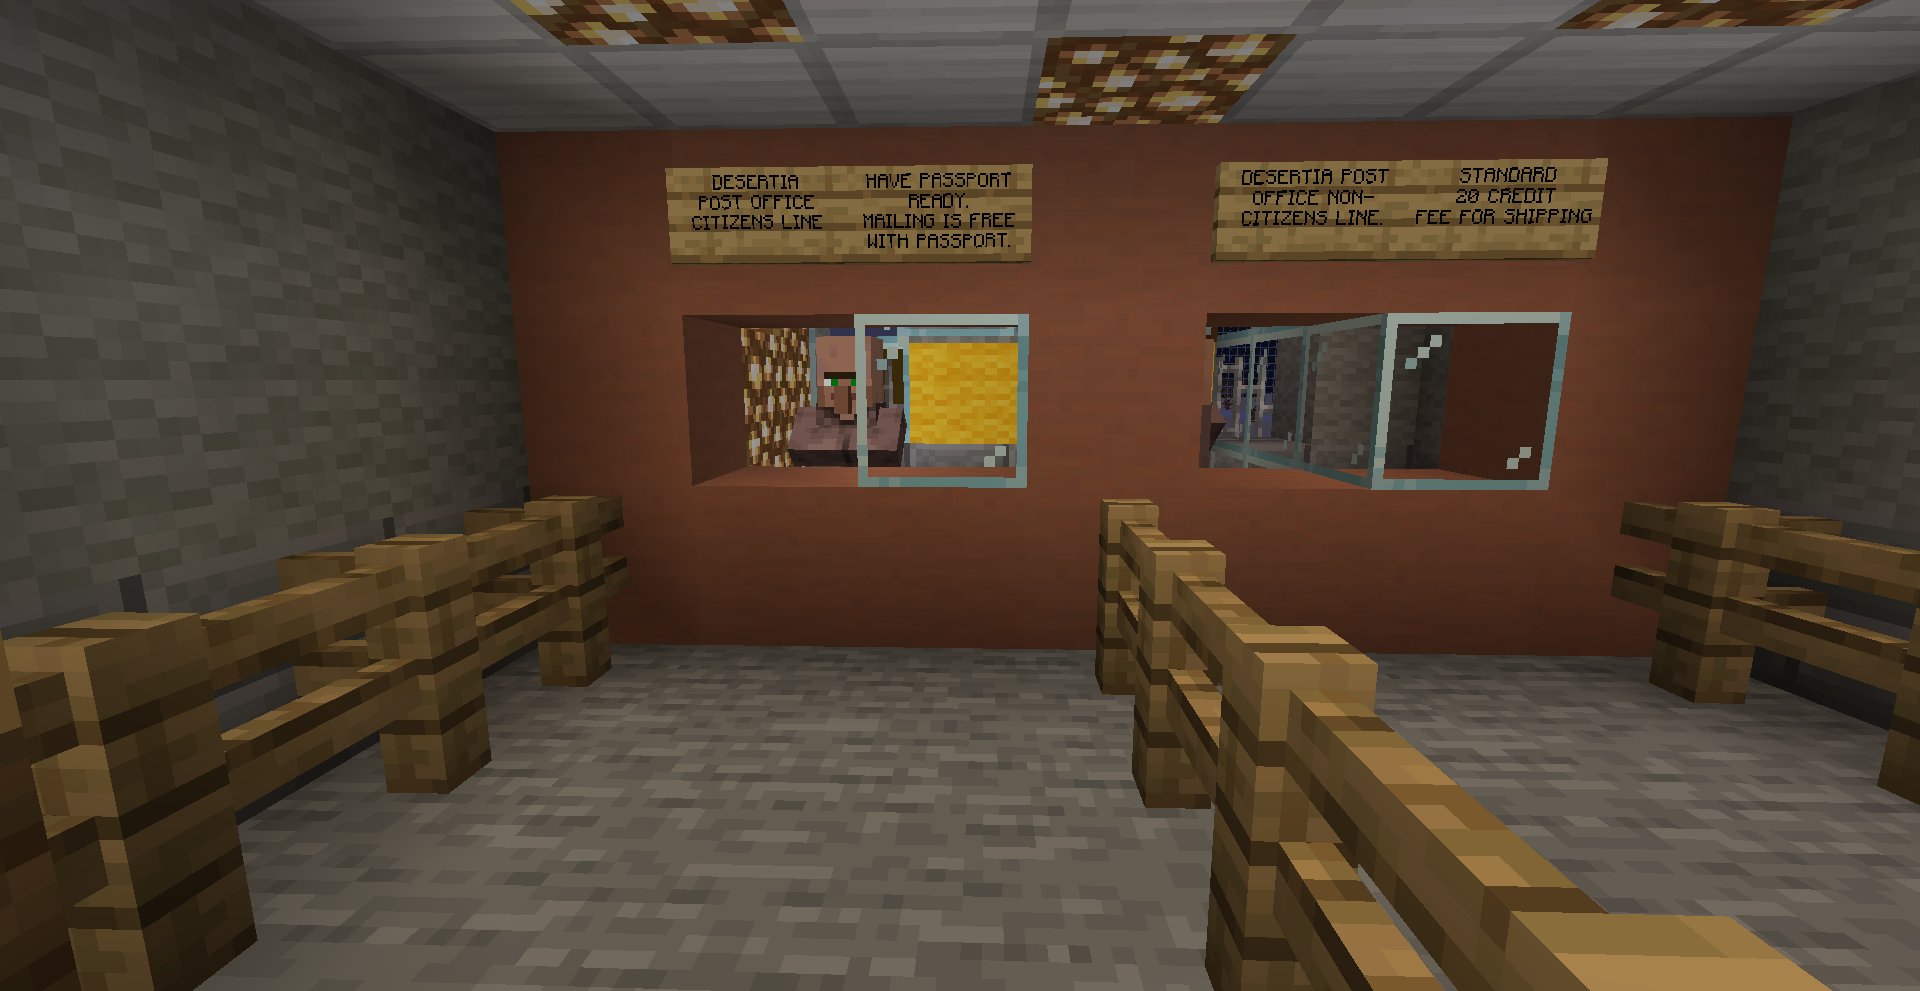 DESERTIA
POST OFFICE
CITIZENS LINE
HAVE PASSPORT
READY.
MAILING IS FREE
WITH PASSPORT.
DESERTIA POST
OFFICE NON-
CITIZENS LINE.
STANDARD
20 CREDIT
FEE FOR SHIPPING